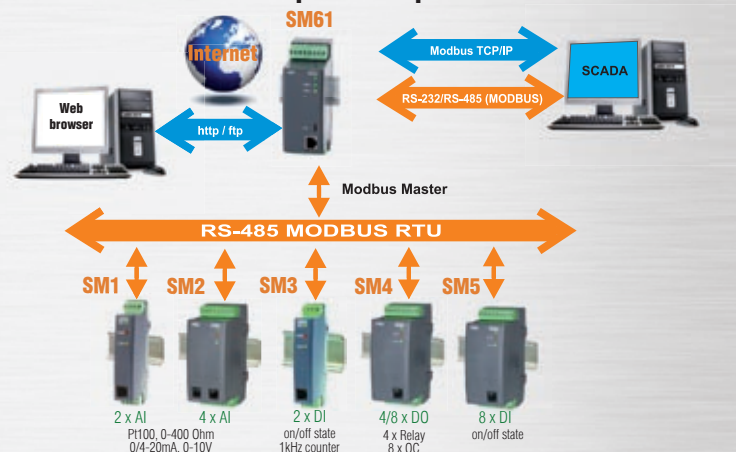 SM61
Internet
Modbus TCP/IP
SCADA
RS-232/RS-485 (MODBUS)
Web
browser
http / ftp
Modbus Master
RS-485 MODBUS RTU
SM1
SM2
SM3
SM4
SM5
2 x AI
4 x AI
2 x DI
4/8 x DO
8 x DI
Pt100, 0-400 Ohm
0/4-20mA, 0-10V
on/off state
1kHz counter
4 x Relay
8 x OC
on/off state